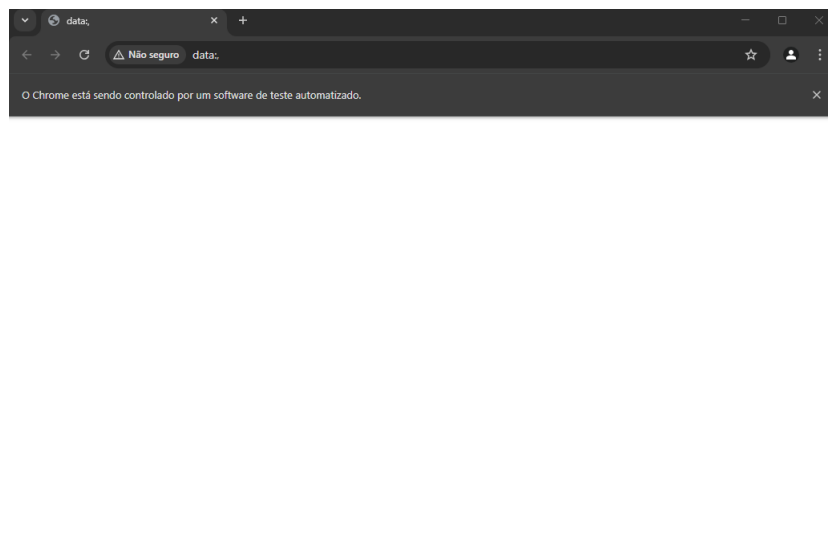 data:,
Não seguro data:,
O Chrome está sendo controlado por um software de teste automatizado.